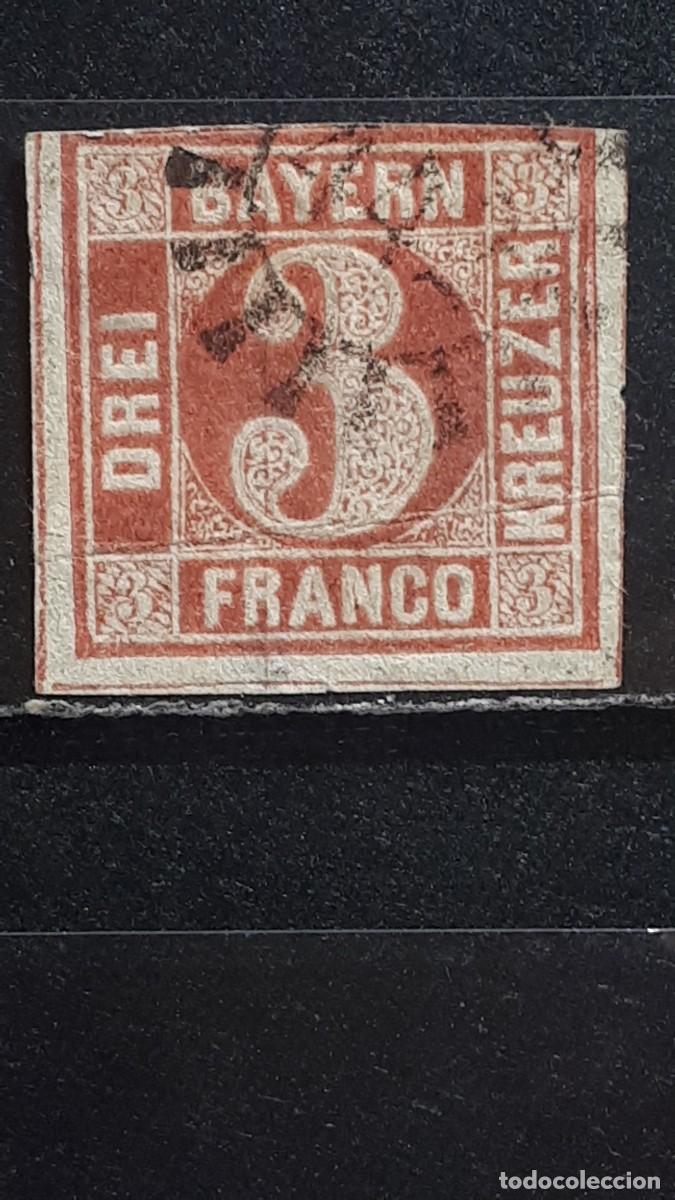 3 BAYERN 3
DREI
3
KREUZER
3 FRANCO 3
todocoleccion